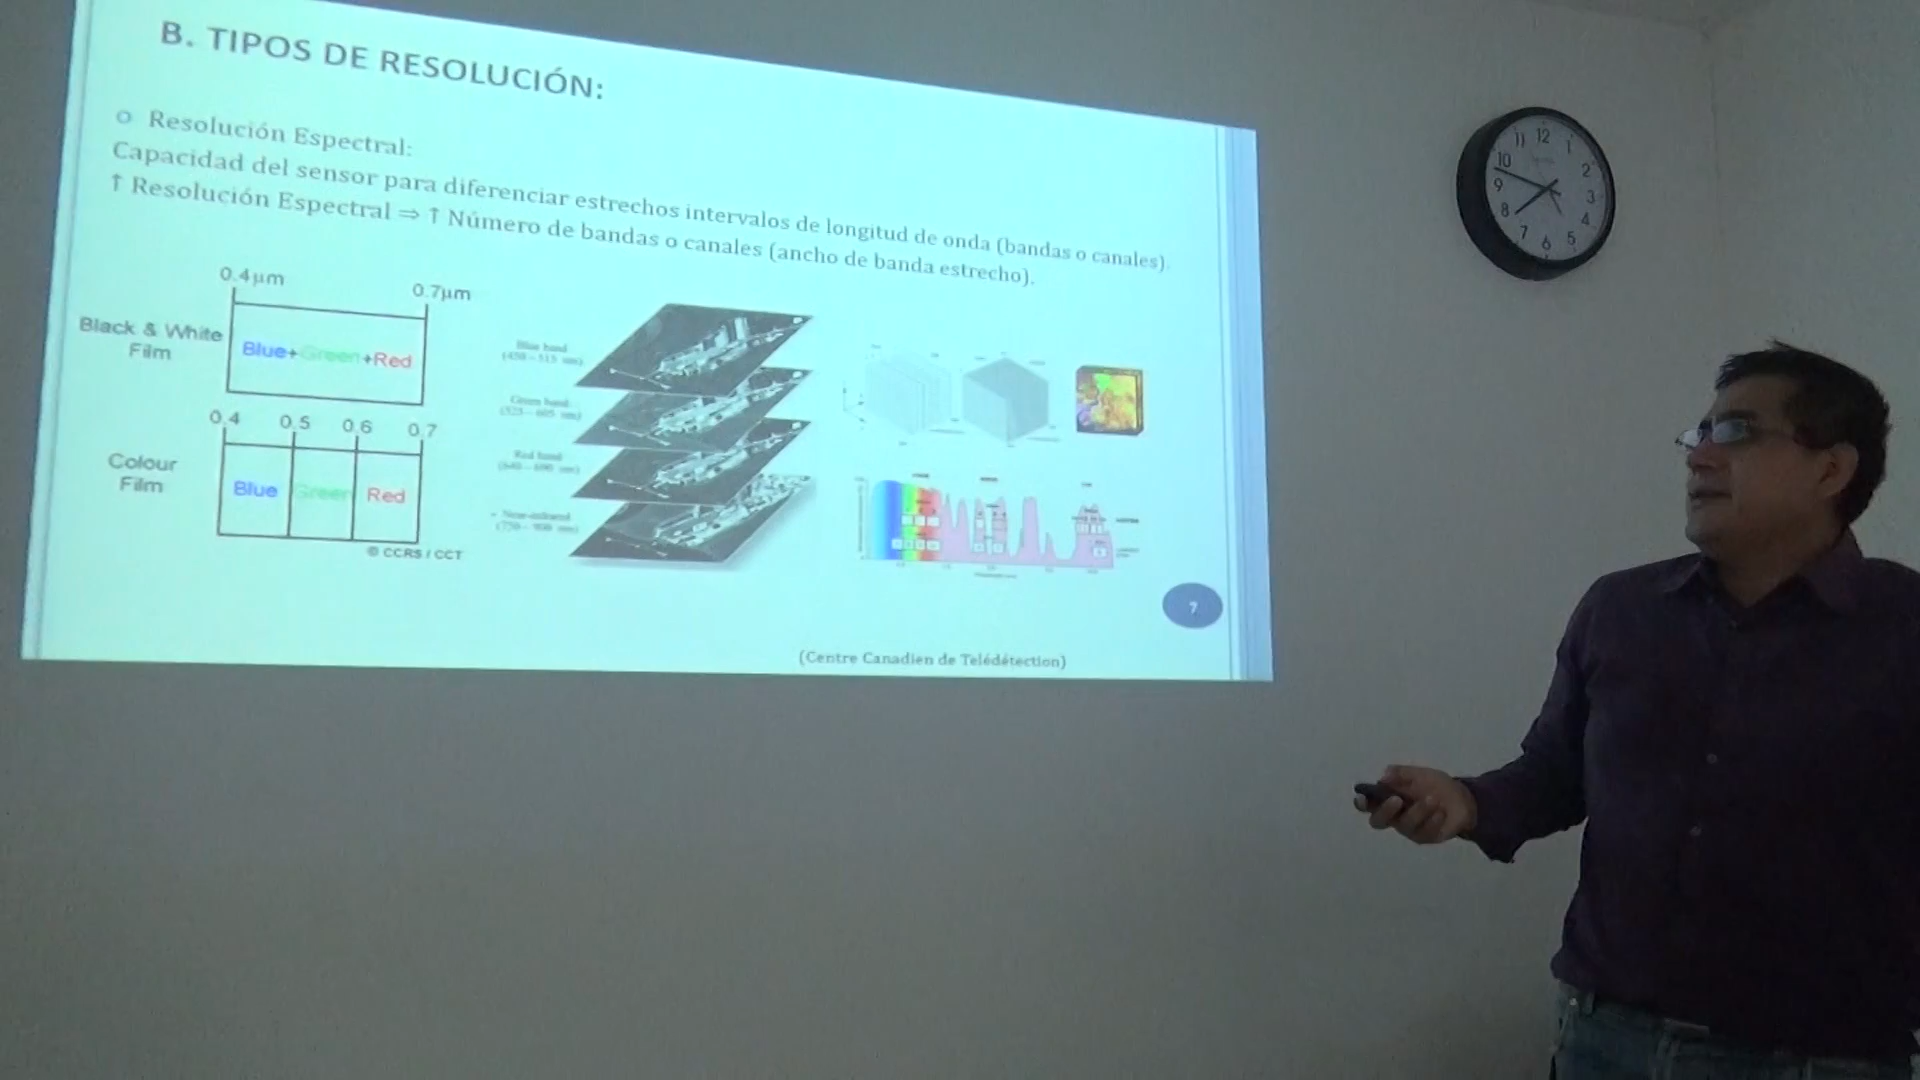 B. TIPOS DE RESOLUCIÓN:
o Resolución Espectral:
Capacidad del sensor para diferenciar estrechos intervalos de longitud de onda (bandas o canales).
↑ Resolución Espectral ⇒ ↑ Número de bandas o canales (ancho de banda estrecho).
0.4µm 0.7µm
Black & White
Film
Blue+Green+Red
0.4 0.5 0.6 0.7
Colour
Film
Blue Green Red
© CCRS / CCT
Blue band
Green band
Red band
7
(Centre Canadien de Telédétection)
12
11 1
10 2
9 3
8 4
7 5
6